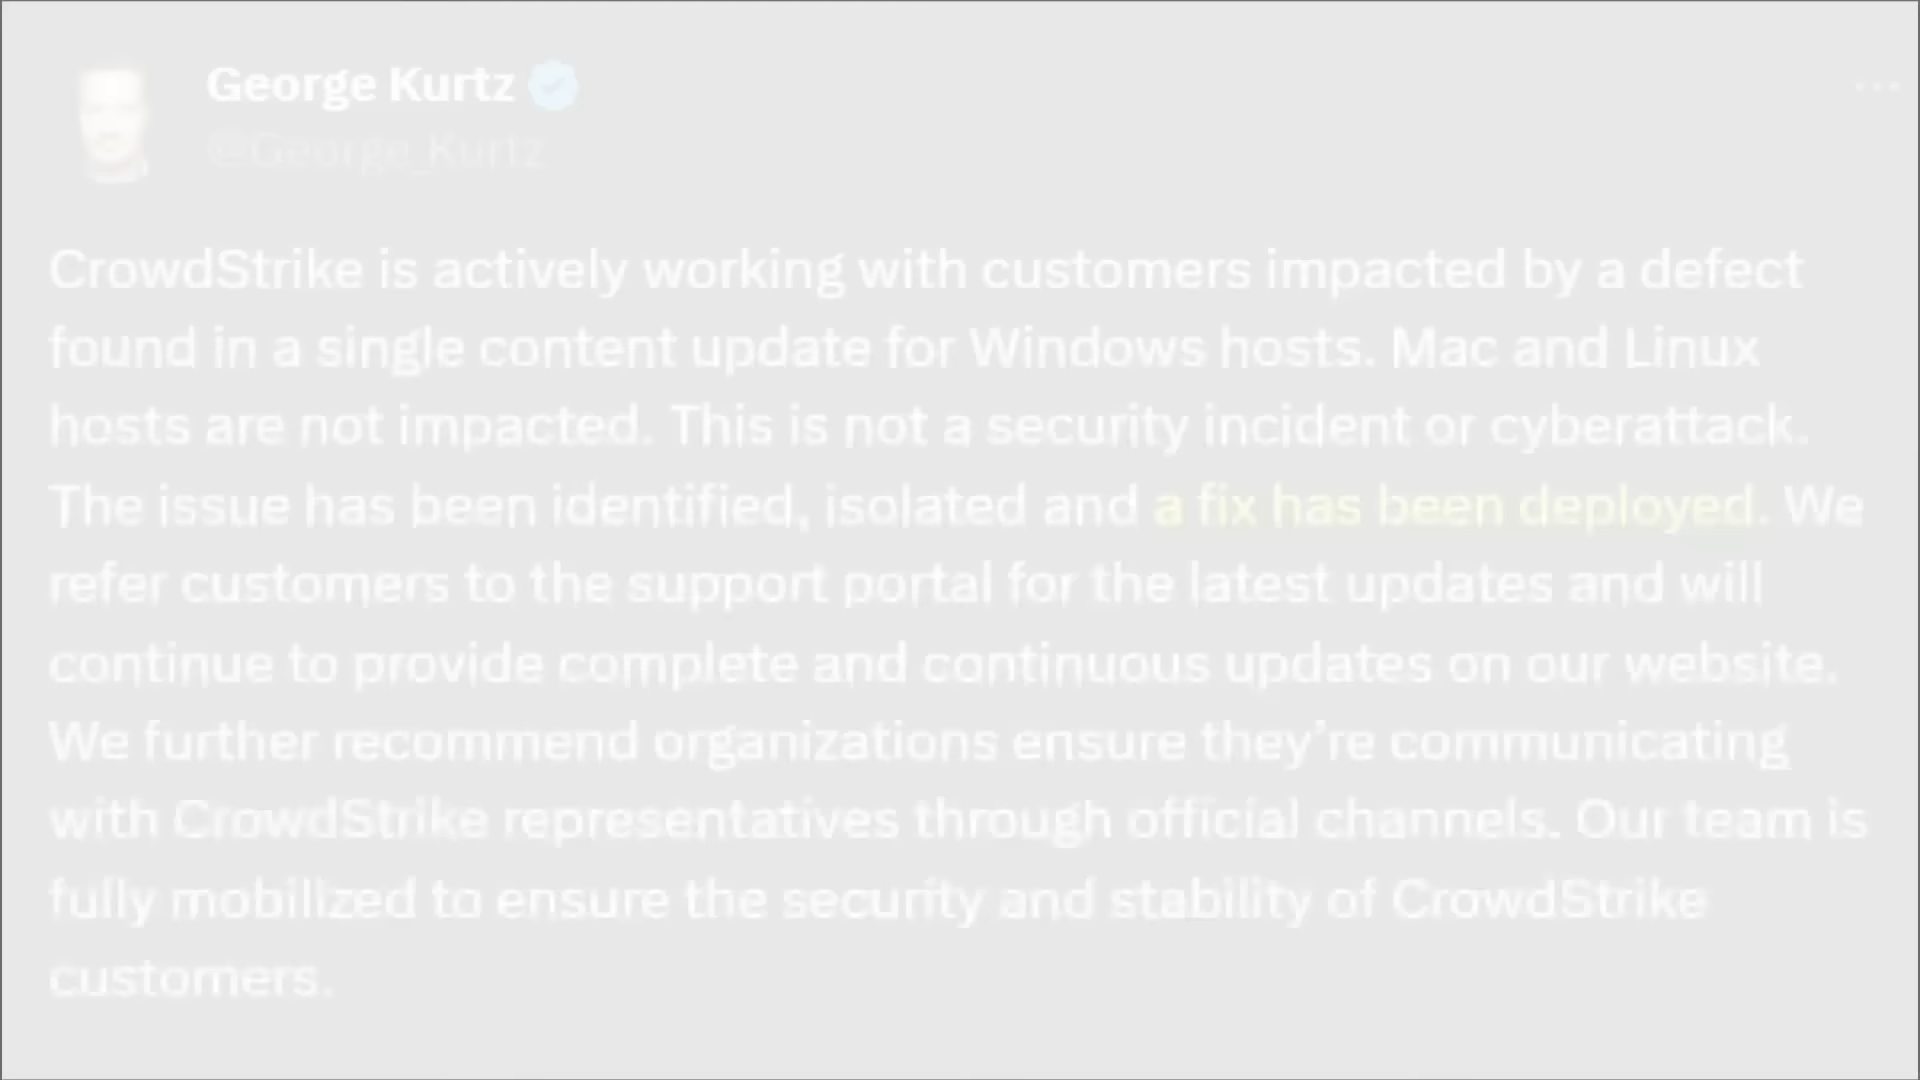 George Kurtz
@George_Kurtz
CrowdStrike is actively working with customers impacted by a defect
found in a single content update for Windows hosts. Mac and Linux
hosts are not impacted. This is not a security incident or cyberattack.
The issue has been identified, isolated and a fix has been deployed. We
refer customers to the support portal for the latest updates and will
continue to provide complete and continuous updates on our website.
We further recommend organizations ensure they're communicating
with CrowdStrike representatives through official channels. Our team is
fully mobilized to ensure the security and stability of CrowdStrike
customers.